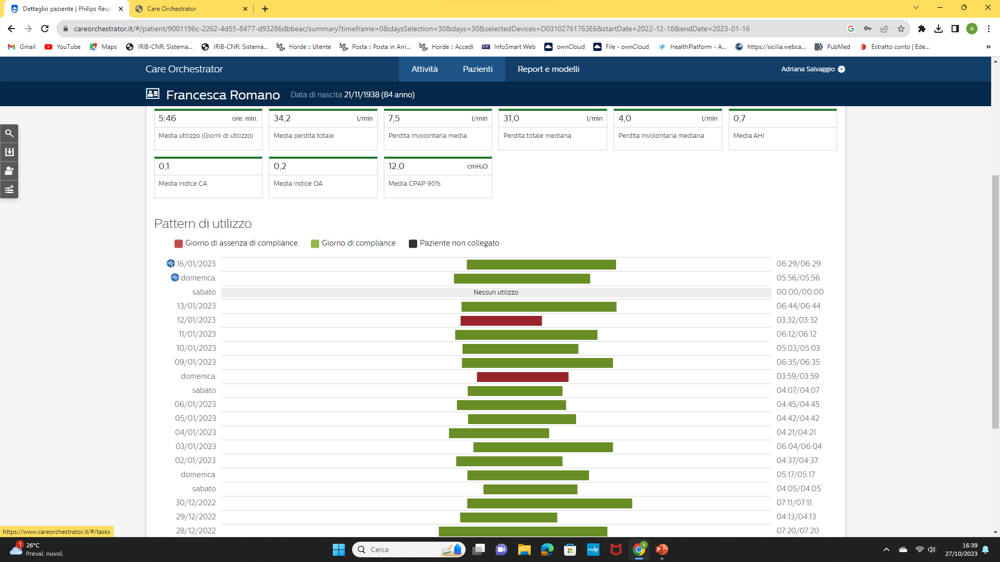 Dettaglio paziente | Philips Resp
Care Orchestrator
careorchestrator.it/#/patient/9001196c-2262-4d55-8477-d93286dbbeac/summary?timeframe=0&daysSelection=30&days=30&selectedDevices=D03102761763E6&startDate=2022-12-18&endDate=2023-01-16
a
Gmail YouTube Maps IRIB-CNR: Sistema... IRIB-CNR: Sistema... Horde :: Utente Posta :: Posta in Arri... Horde :: Accedi InfoSmart Web ownCloud File - ownCloud HealthPlatform - A... https://sicilia.webca... PubMed Estratto conto | Ede... »
Care Orchestrator Attività Pazienti Report e modelli Adriana Salvaggio
Francesca Romano Data di nascita 21/11/1938 (84 anno)
5:46 ore: min. 34,2 l/min 7,5 l/min 31,0 l/min 4,0 l/min 0,7
Media utilizzo (Giorni di utilizzo) Media perdita totale Perdita involontaria media Perdita totale mediana Perdita involontaria mediana Media AHI
0,1 0,2 12,0 cmH₂O
Media indice CA Media indice OA Media CPAP 90%
Pattern di utilizzo
Giorno di assenza di compliance Giorno di compliance Paziente non collegato
16/01/2023 06:29/06:29
domenica 05:56/05:56
sabato Nessun utilizzo 00:00/00:00
13/01/2023 06:44/06:44
12/01/2023 03:32/03:32
11/01/2023 06:12/06:12
10/01/2023 05:03/05:03
09/01/2023 06:35/06:35
domenica 03:59/03:59
sabato 04:07/04:07
06/01/2023 04:45/04:45
05/01/2023 04:42/04:42
04/01/2023 04:21/04:21
03/01/2023 06:04/06:04
02/01/2023 04:37/04:37
domenica 05:17/05:17
sabato 04:05/04:05
30/12/2022 07:11/07:11
29/12/2022 04:13/04:13
28/12/2022 07:20/07:20
https://www.careorchestrator.it/#/tasks
1 26°C
Preval. nuvol.
Cerca
myhp
a
P
16:39
27/10/2023